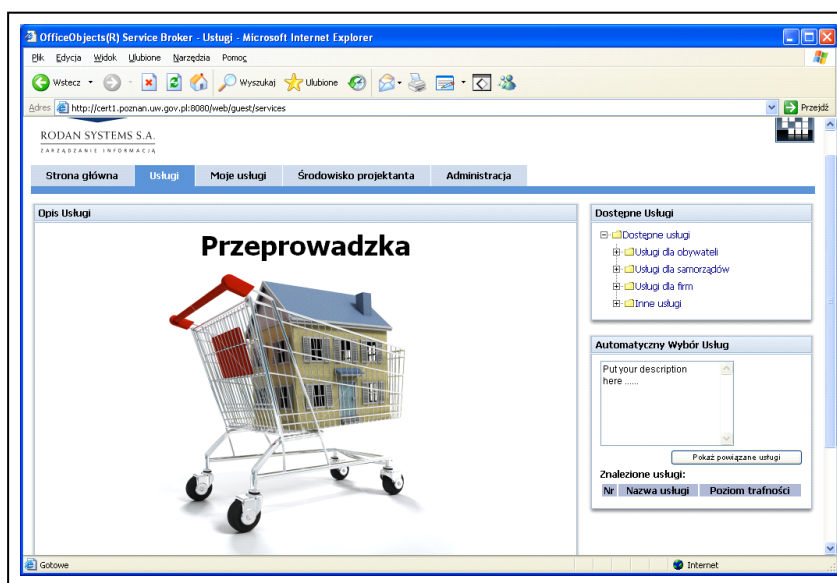 OfficeObjects(R) Service Broker - Usługi - Microsoft Internet Explorer
Plik Edycja Widok Ulubione Narzędzia Pomoc
Wstecz Wyszukaj Ulubione
Adres http://cert1.poznan.uw.gov.pl:8080/web/guest/services Przejdź
RODAN SYSTEMS S.A.
ZARZĄDZANIE INFORMACJĄ
Strona główna Usługi Moje usługi Środowisko projektanta Administracja
Opis Usługi
Przeprowadzka
Dostępne Usługi
Dostępne usługi
Usługi dla obywateli
Usługi dla samorządów
Usługi dla firm
Inne usługi
Automatyczny Wybór Usług
Put your description
here ......
Pokaż powiązane usługi
Znalezione usługi:
Nr Nazwa usługi Poziom trafności
Gotowe Internet